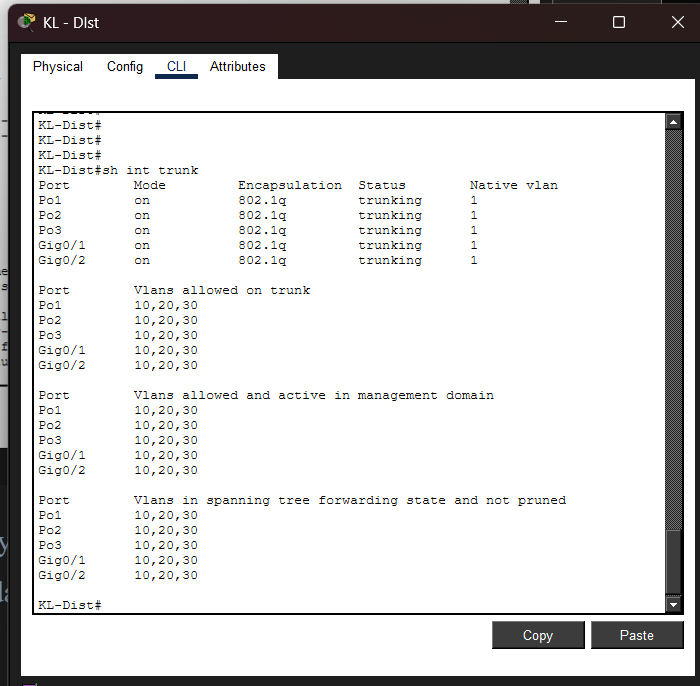 KL - DIst
Physical Config CLI Attributes
KL-Dist#
KL-Dist#
KL-Dist#
KL-Dist#sh int trunk
Port Mode Encapsulation Status Native vlan
Po1 on 802.1q trunking 1
Po2 on 802.1q trunking 1
Po3 on 802.1q trunking 1
Gig0/1 on 802.1q trunking 1
Gig0/2 on 802.1q trunking 1
Port Vlans allowed on trunk
Po1 10,20,30
Po2 10,20,30
Po3 10,20,30
Gig0/1 10,20,30
Gig0/2 10,20,30
Port Vlans allowed and active in management domain
Po1 10,20,30
Po2 10,20,30
Po3 10,20,30
Gig0/1 10,20,30
Gig0/2 10,20,30
Port Vlans in spanning tree forwarding state and not pruned
Po1 10,20,30
Po2 10,20,30
Po3 10,20,30
Gig0/1 10,20,30
Gig0/2 10,20,30
KL-Dist#
Copy Paste